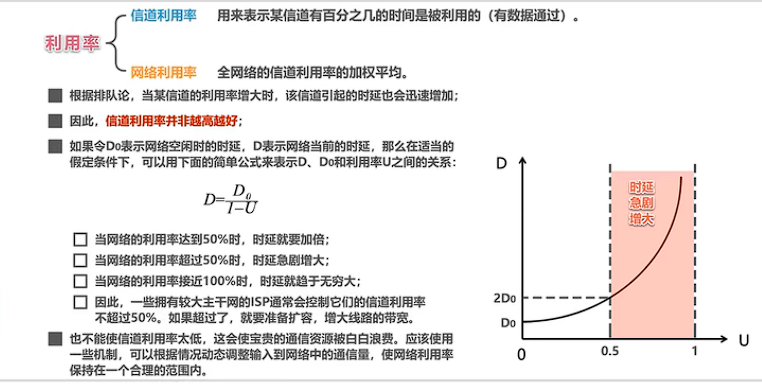 信道利用率 用来表示某信道有百分之几的时间是被利用的（有数据通过）。
利用率
网络利用率 全网络的信道利用率的加权平均。
根据排队论，当某信道的利用率增大时，该信道引起的时延也会迅速增加；
因此，信道利用率并非越高越好；
如果令D₀表示网络空闲时的时延，D表示网络当前的时延，那么在适当的
假定条件下，可以用下面的简单公式来表示D、D₀和利用率U之间的关系：
D=D₀/(1-U)
当网络的利用率达到50%时，时延就要加倍；
当网络的利用率超过50%时，时延急剧增大；
当网络的利用率接近100%时，时延就趋于无穷大；
因此，一些拥有较大主干网的ISP通常会控制它们的信道利用率
不超过50%。如果超过了，就要准备扩容，增大线路的带宽。
也不能使信道利用率太低，这会使宝贵的通信资源被白白浪费。应该使用
一些机制，可以根据情况动态调整输入到网络中的通信量，使网络利用率
保持在一个合理的范围内。
D
时延
急剧
增大
2D₀
D₀
0
0.5
1
U